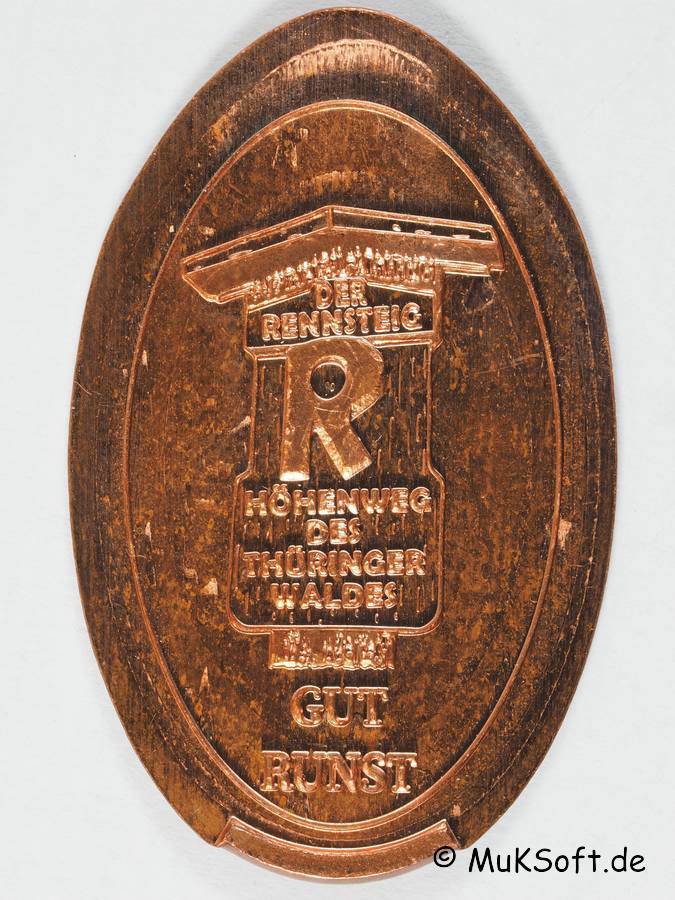 DER
RENNSTEIG
R
HÖHENWEG
DES
THÜRINGER
WALDES
GUT
RUNST
© MuKSoft.de